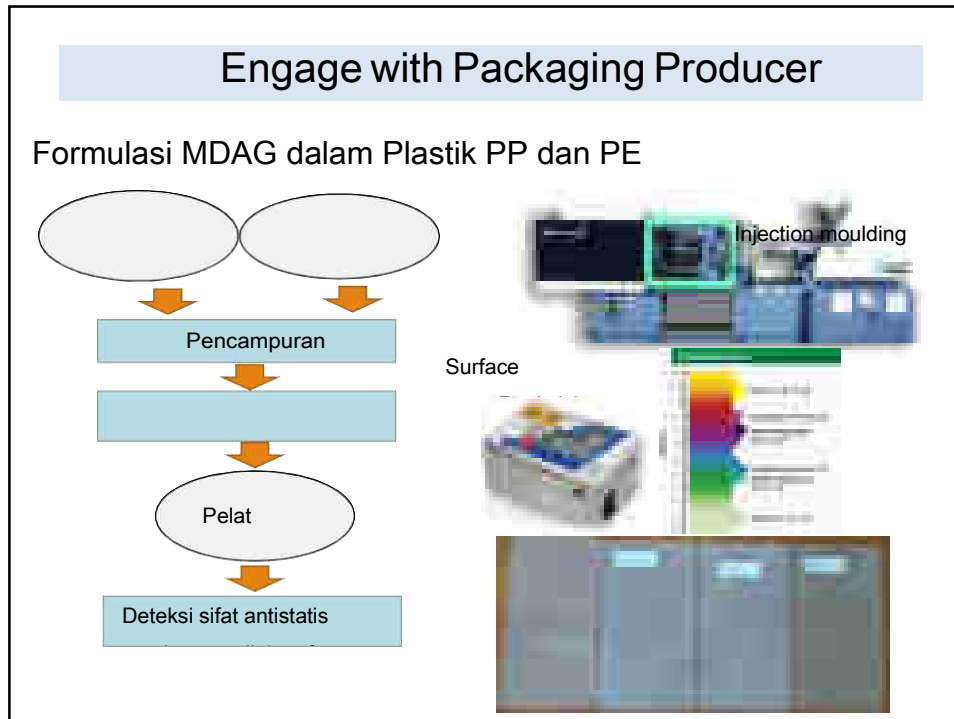 Engage with Packaging Producer
Formulasi MDAG dalam Plastik PP dan PE
Injection moulding
Pencampuran
Surface
Pelat
Deteksi sifat antistatis